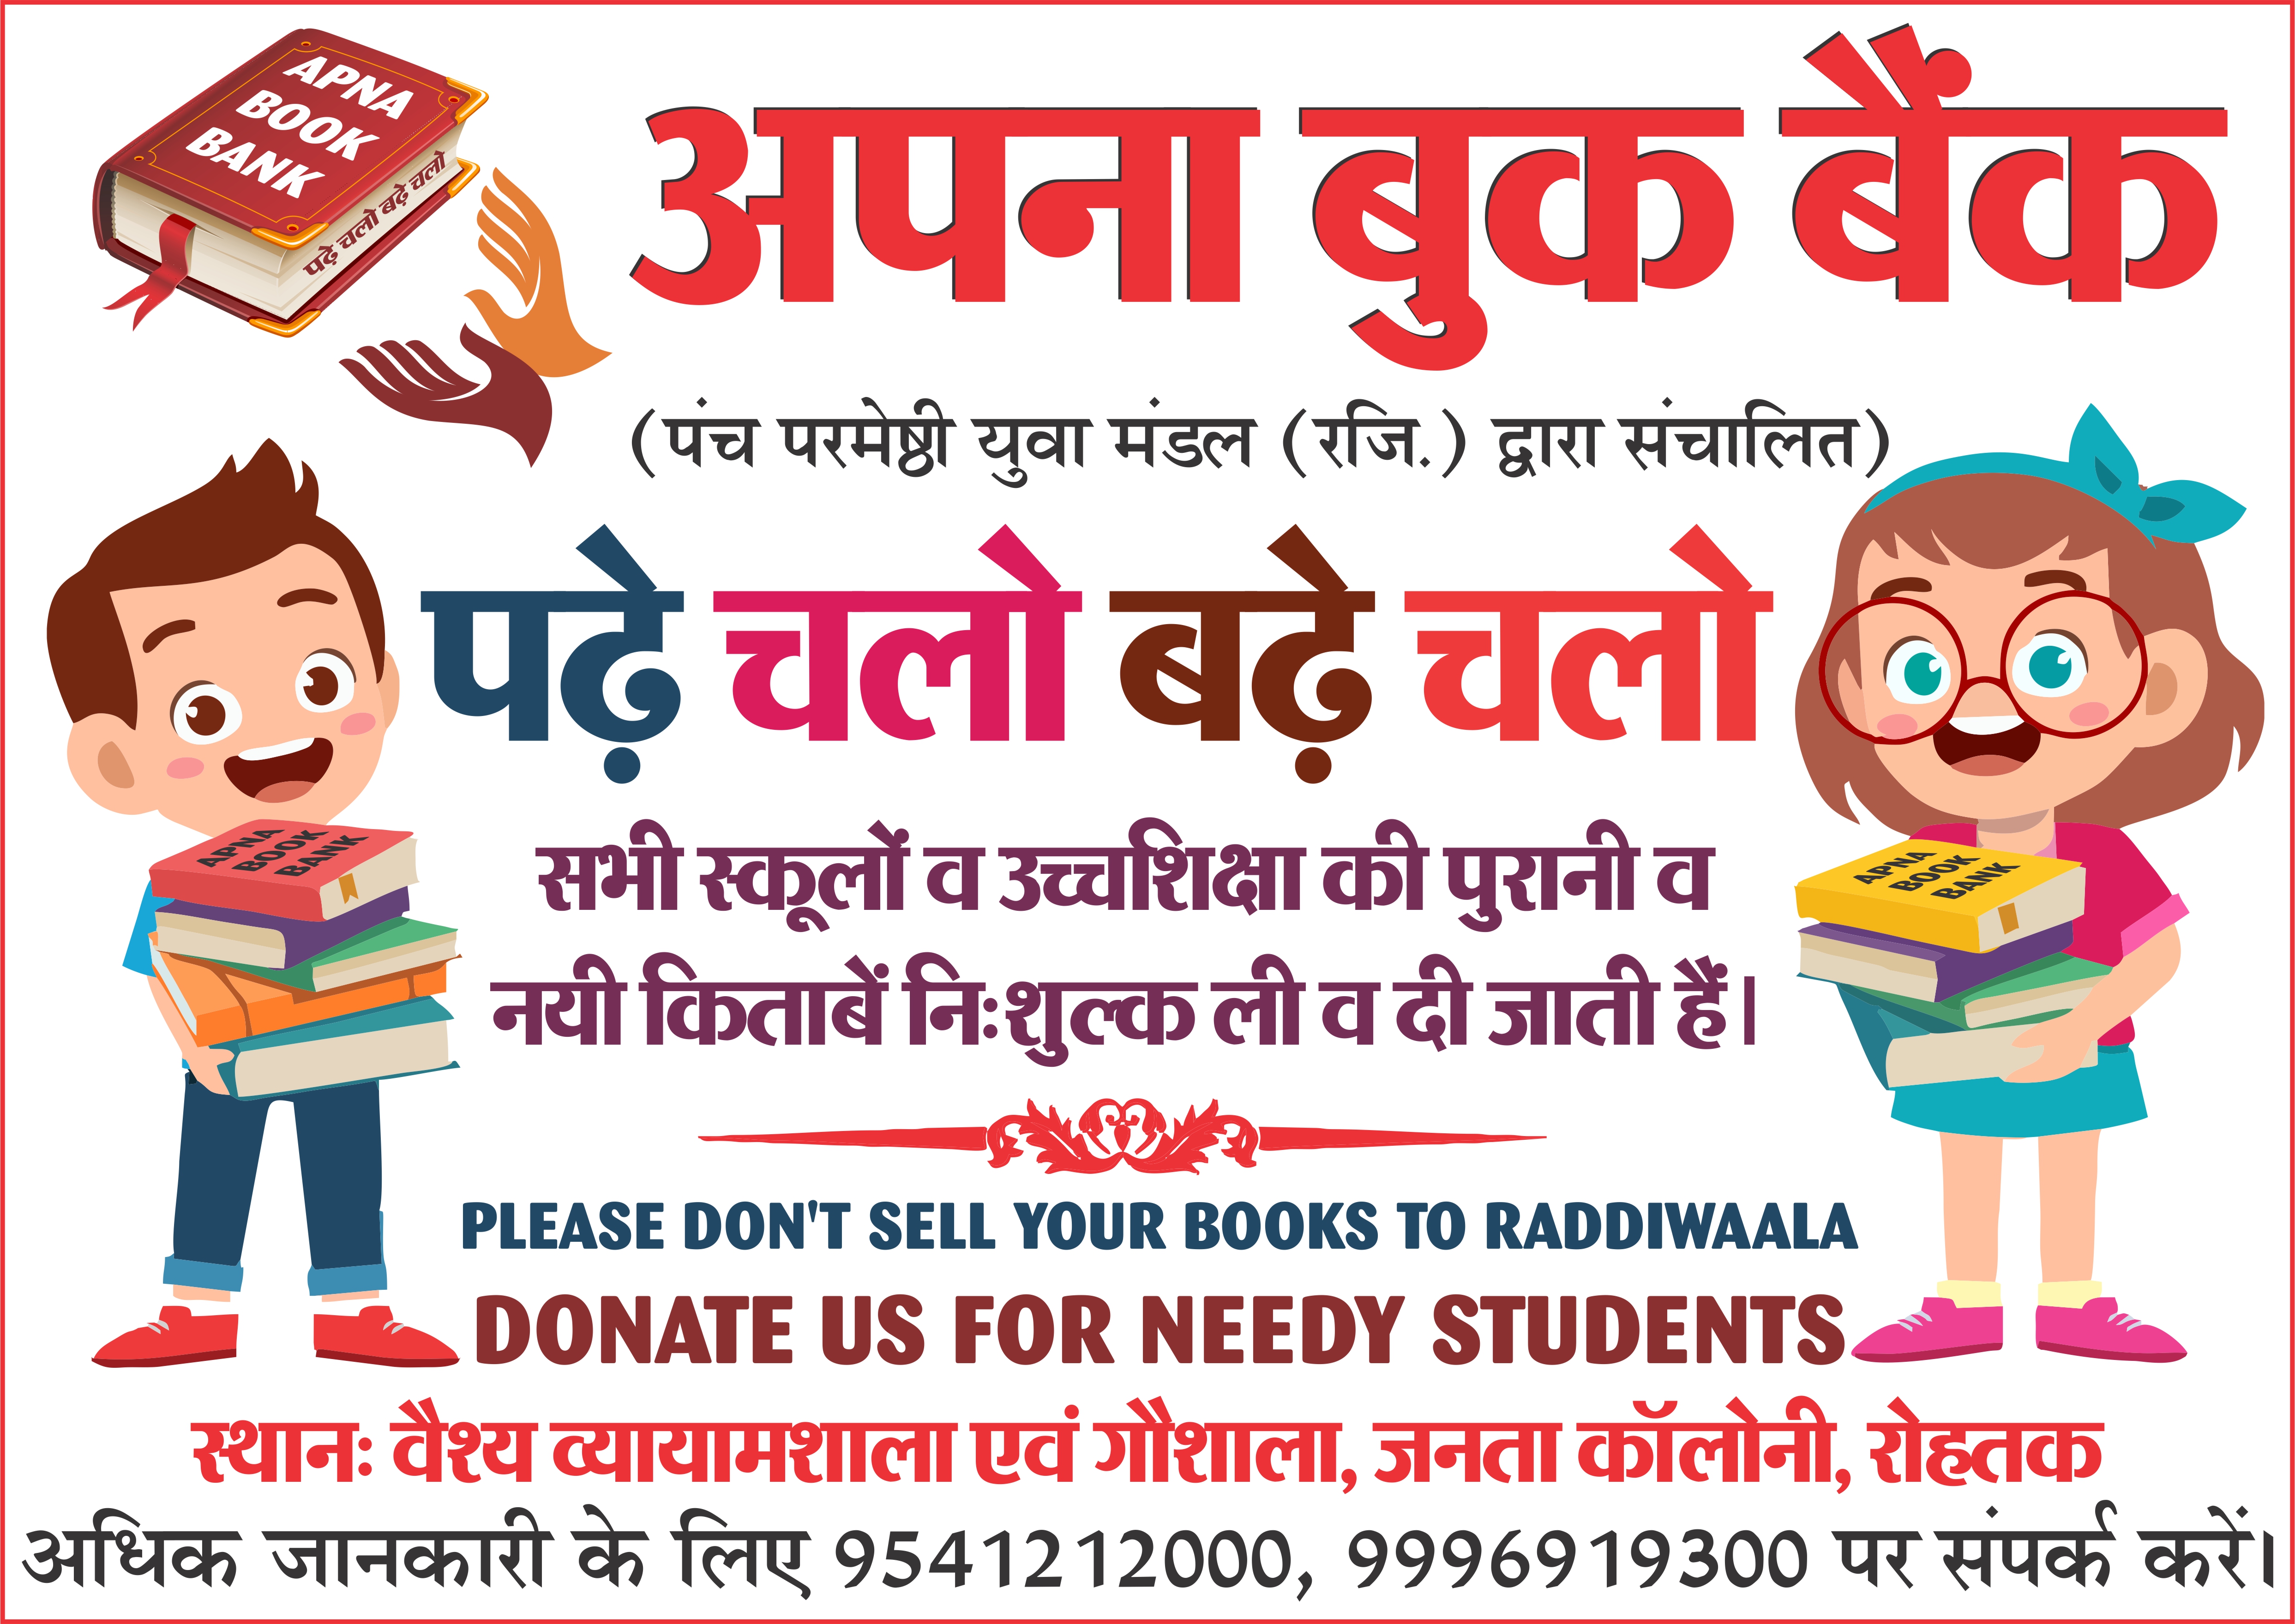 APNA
BOOK
BANK
पढ़े चलो बढ़े चलो
अपना बुक बैंक
(पंच परमेष्ठी युवा मंडल (रजि.) द्वारा संचालित)
पढ़े चलो बढ़े चलो
APNA
BOOK
BANK
APNA
BOOK
BANK
सभी स्कूलों व उच्चशिक्षा की पुरानी व
नयी किताबें निःशुल्क ली व दी जाती हैं।
PLEASE DON'T SELL YOUR BOOKS TO RADDIWAALA
DONATE US FOR NEEDY STUDENTS
स्थानः वैश्य व्यायामशाला एवं गौशाला, जनता कॉलोनी, रोहतक
अधिक जानकारी के लिए 9541212000, 9996919300 पर संपर्क करें।